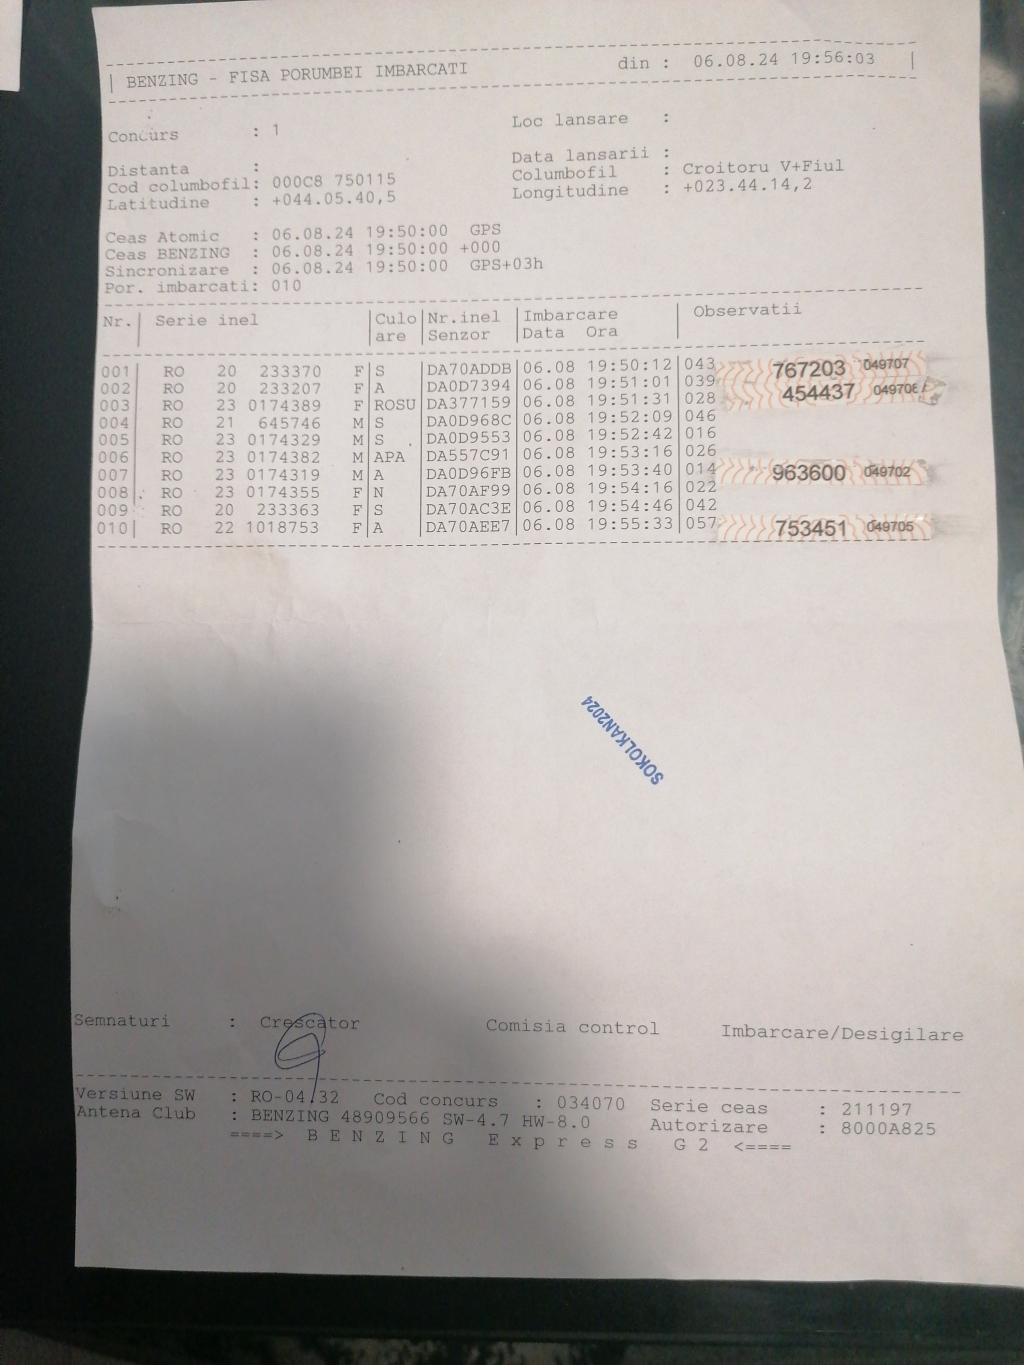 BENZING - FISA PORUMBEI IMBARCATI din : 06.08.24 19:56:03
Concurs : 1 Loc lansare :
Distanta : Data lansarii :
Cod columbofil: 000C8 750115 Columbofil : Croitoru V+Fiul
Latitudine : +044.05.40,5 Longitudine : +023.44.14,2
Ceas Atomic : 06.08.24 19:50:00 GPS
Ceas BENZING : 06.08.24 19:50:00 +000
Sincronizare : 06.08.24 19:50:00 GPS+03h
Por. imbarcati: 010
Nr. Serie inel Culo Nr.inel Imbarcare Observatii
are Senzor Data Ora
001 RO 20 233370 F S DA70ADDB 06.08 19:50:12 043 767203 049707
002 RO 20 233207 F A DA0D7394 06.08 19:51:01 039 454437 04970
003 RO 23 0174389 F ROSU DA377159 06.08 19:51:31 028
004 RO 21 645746 M S DA0D968C 06.08 19:52:09 046
005 RO 23 0174329 M S DA0D9553 06.08 19:52:42 016
006 RO 23 0174382 M APA DA557C91 06.08 19:53:16 026
007 RO 23 0174319 M A DA0D96FB 06.08 19:53:40 014 963600 049702
008 RO 23 0174355 F N DA70AF99 06.08 19:54:16 022
009 RO 20 233363 F S DA70AC3E 06.08 19:54:46 042
010 RO 22 1018753 F A DA70AEE7 06.08 19:55:33 057 753451 049705
SOKOLKAN2024
Semnaturi : Crescator Comisia control Imbarcare/Desigilare
Versiune SW : RO-04.32 Cod concurs : 034070 Serie ceas : 211197
Antena Club : BENZING 48909566 SW-4.7 HW-8.0 Autorizare : 8000A825
====> B E N Z I N G E x p r e s s G 2 <====